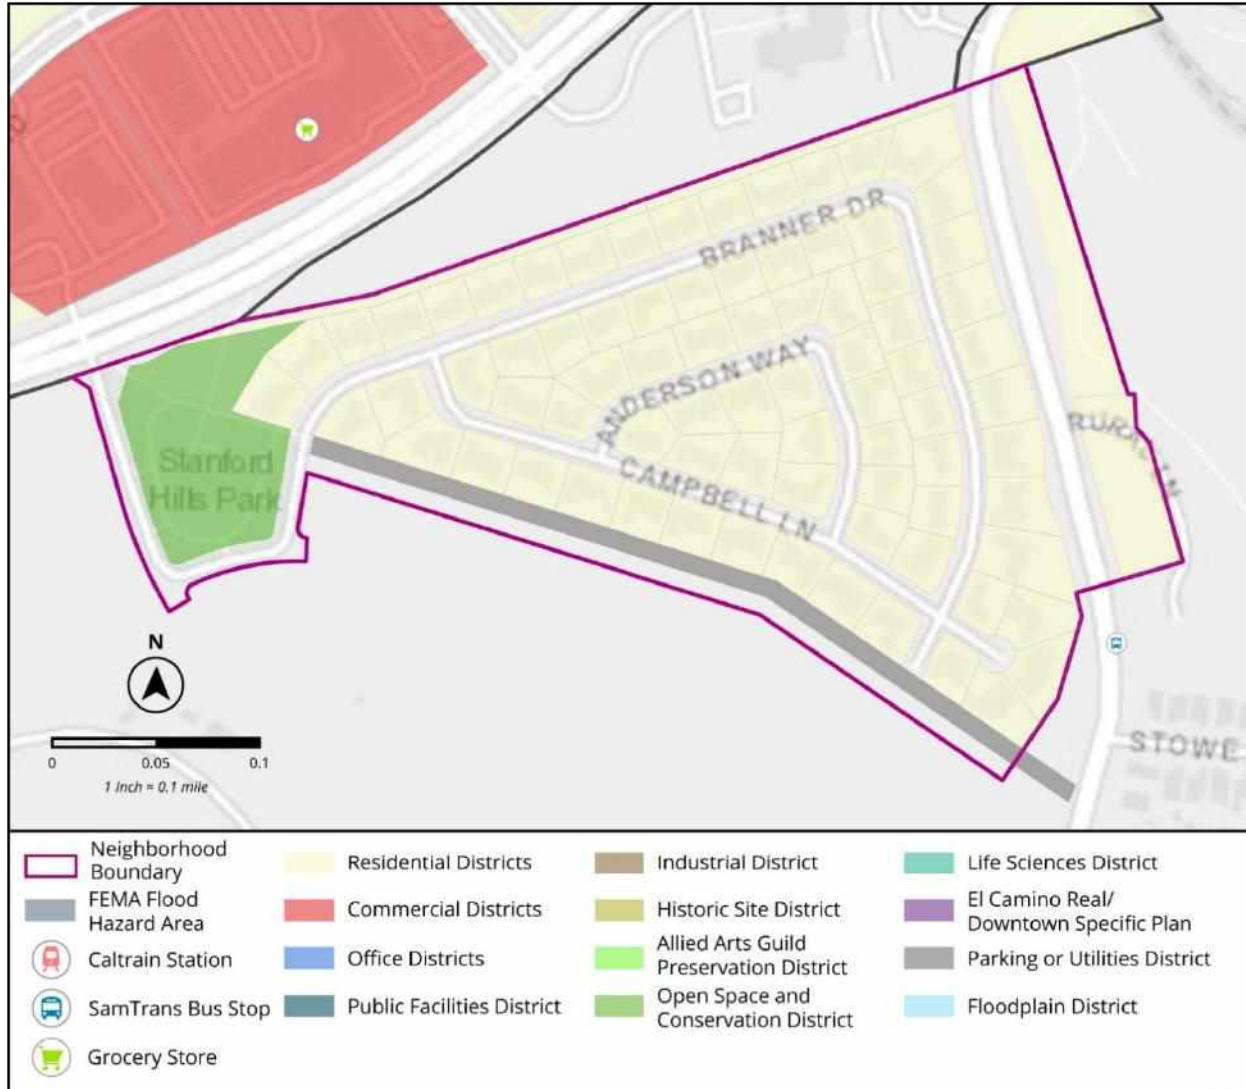 BRANNER DR
ANDERSON WAY
RURAL LN
CAMPBELL LN
Stanford
Hills Park
STOWE
N
0 0.05 0.1
1 Inch = 0.1 mile
Neighborhood
Boundary
FEMA Flood
Hazard Area
Caltrain Station
SamTrans Bus Stop
Grocery Store
Residential Districts
Commercial Districts
Office Districts
Public Facilities District
Industrial District
Historic Site District
Allied Arts Guild
Preservation District
Open Space and
Conservation District
Life Sciences District
El Camino Real/
Downtown Specific Plan
Parking or Utilities District
Floodplain District